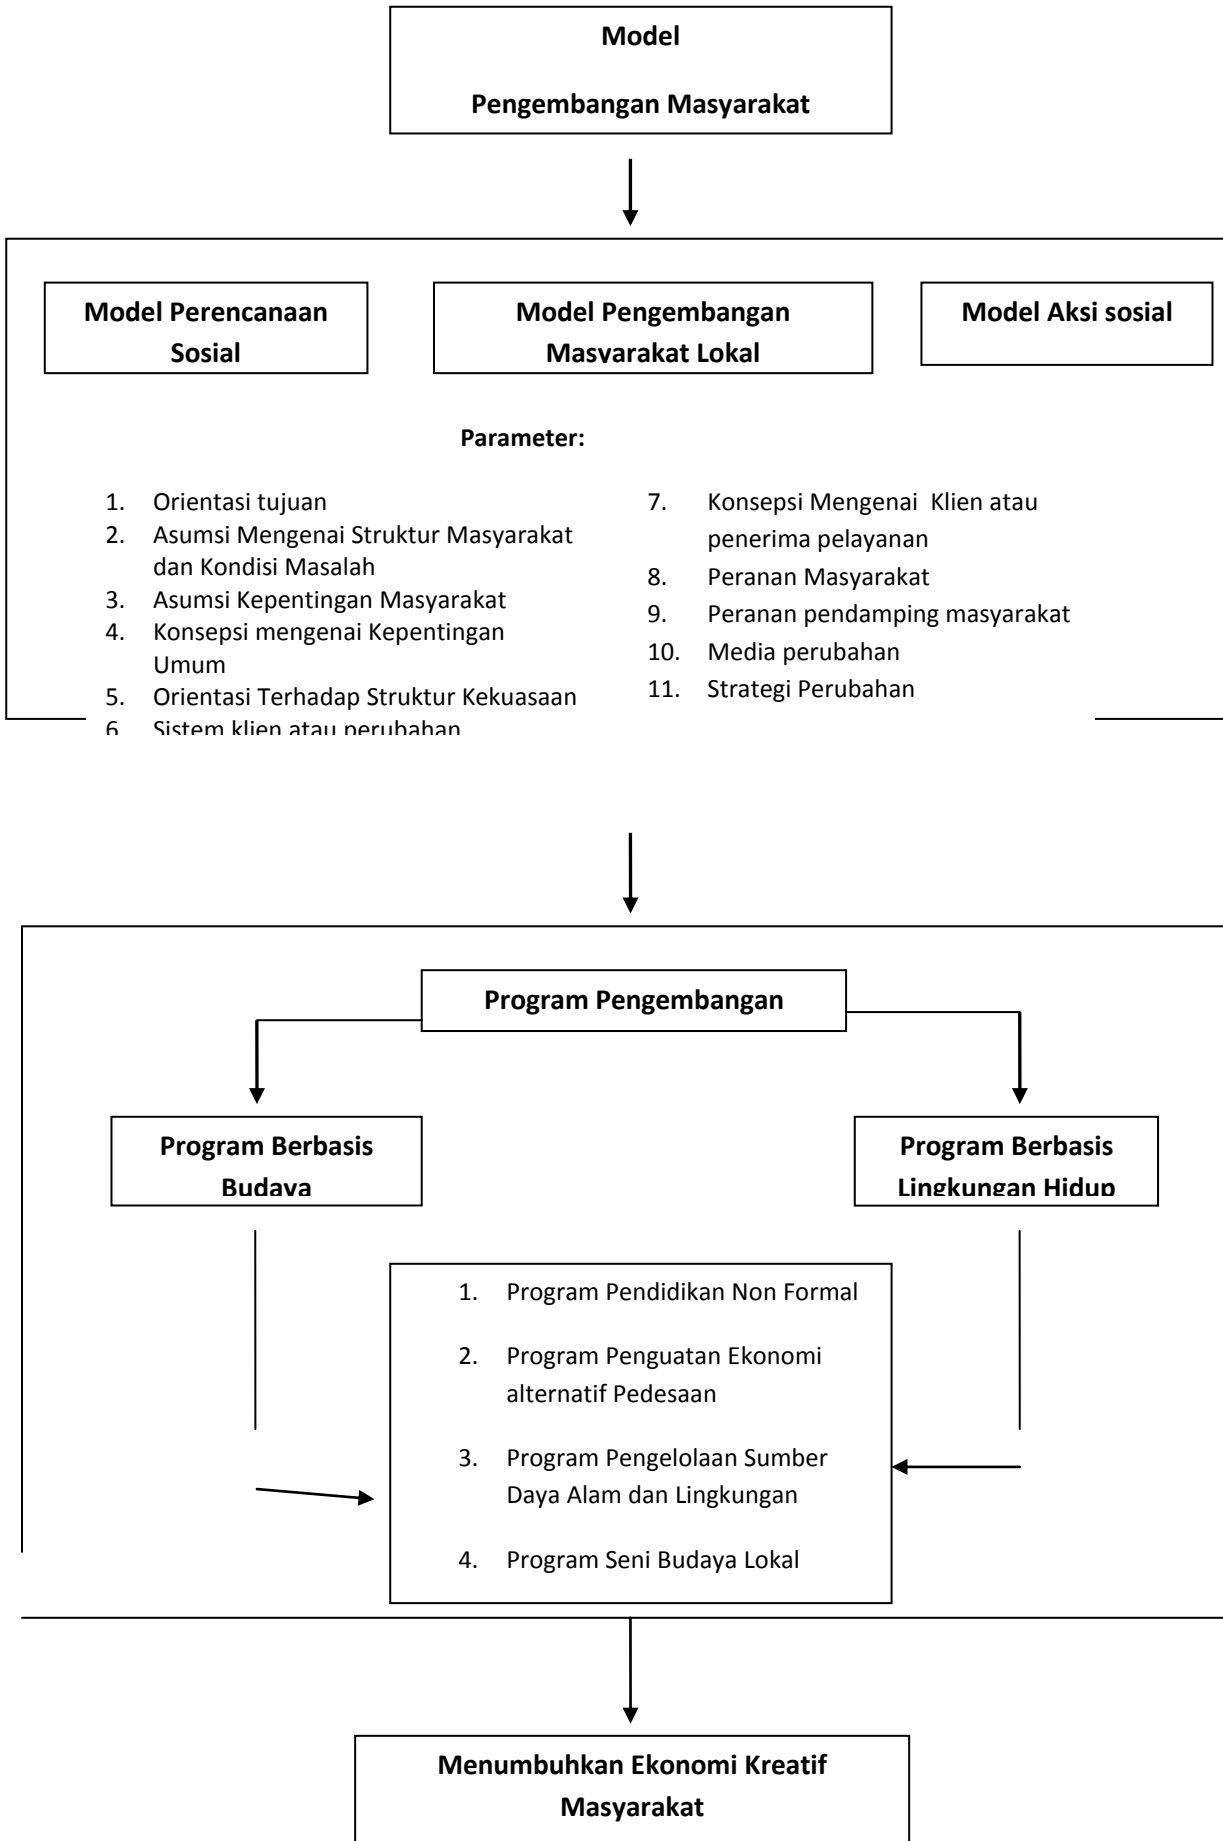 Model
Pengembangan Masyarakat
Model Perencanaan
Sosial
Model Pengembangan
Masyarakat Lokal
Model Aksi sosial
Parameter:
1. Orientasi tujuan
2. Asumsi Mengenai Struktur Masyarakat
dan Kondisi Masalah
3. Asumsi Kepentingan Masyarakat
4. Konsepsi mengenai Kepentingan
Umum
5. Orientasi Terhadap Struktur Kekuasaan
6. Sistem klien atau perubahan
7. Konsepsi Mengenai Klien atau
penerima pelayanan
8. Peranan Masyarakat
9. Peranan pendamping masyarakat
10. Media perubahan
11. Strategi Perubahan
Program Pengembangan
Program Berbasis
Budaya
Program Berbasis
Lingkungan Hidup
1. Program Pendidikan Non Formal
2. Program Penguatan Ekonomi
alternatif Pedesaan
3. Program Pengelolaan Sumber
Daya Alam dan Lingkungan
4. Program Seni Budaya Lokal
Menumbuhkan Ekonomi Kreatif
Masyarakat